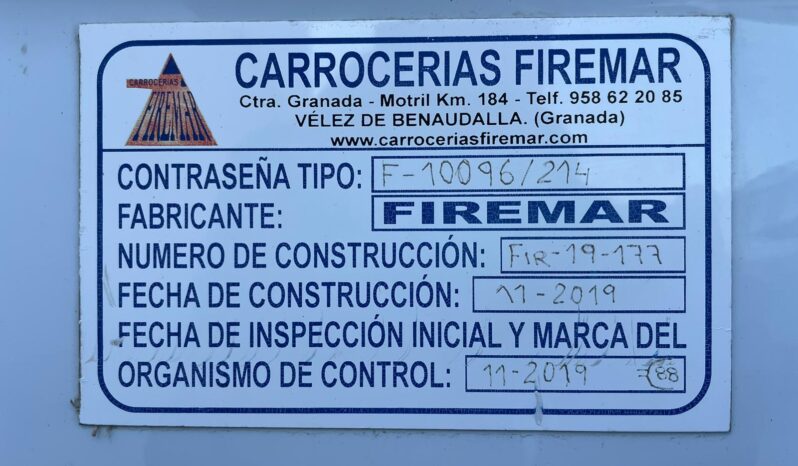 CARROCERIAS
FIREMAR
CARROCERIAS FIREMAR
Ctra. Granada - Motril Km. 184 - Telf. 958 62 20 85
VÉLEZ DE BENAUDALLA. (Granada)
www.carroceriasfiremar.com
CONTRASEÑA TIPO: F-10096/214
FABRICANTE: FIREMAR
NUMERO DE CONSTRUCCIÓN: FIR-19-177
FECHA DE CONSTRUCCIÓN: 11-2019
FECHA DE INSPECCIÓN INICIAL Y MARCA DEL
ORGANISMO DE CONTROL: 11-2019